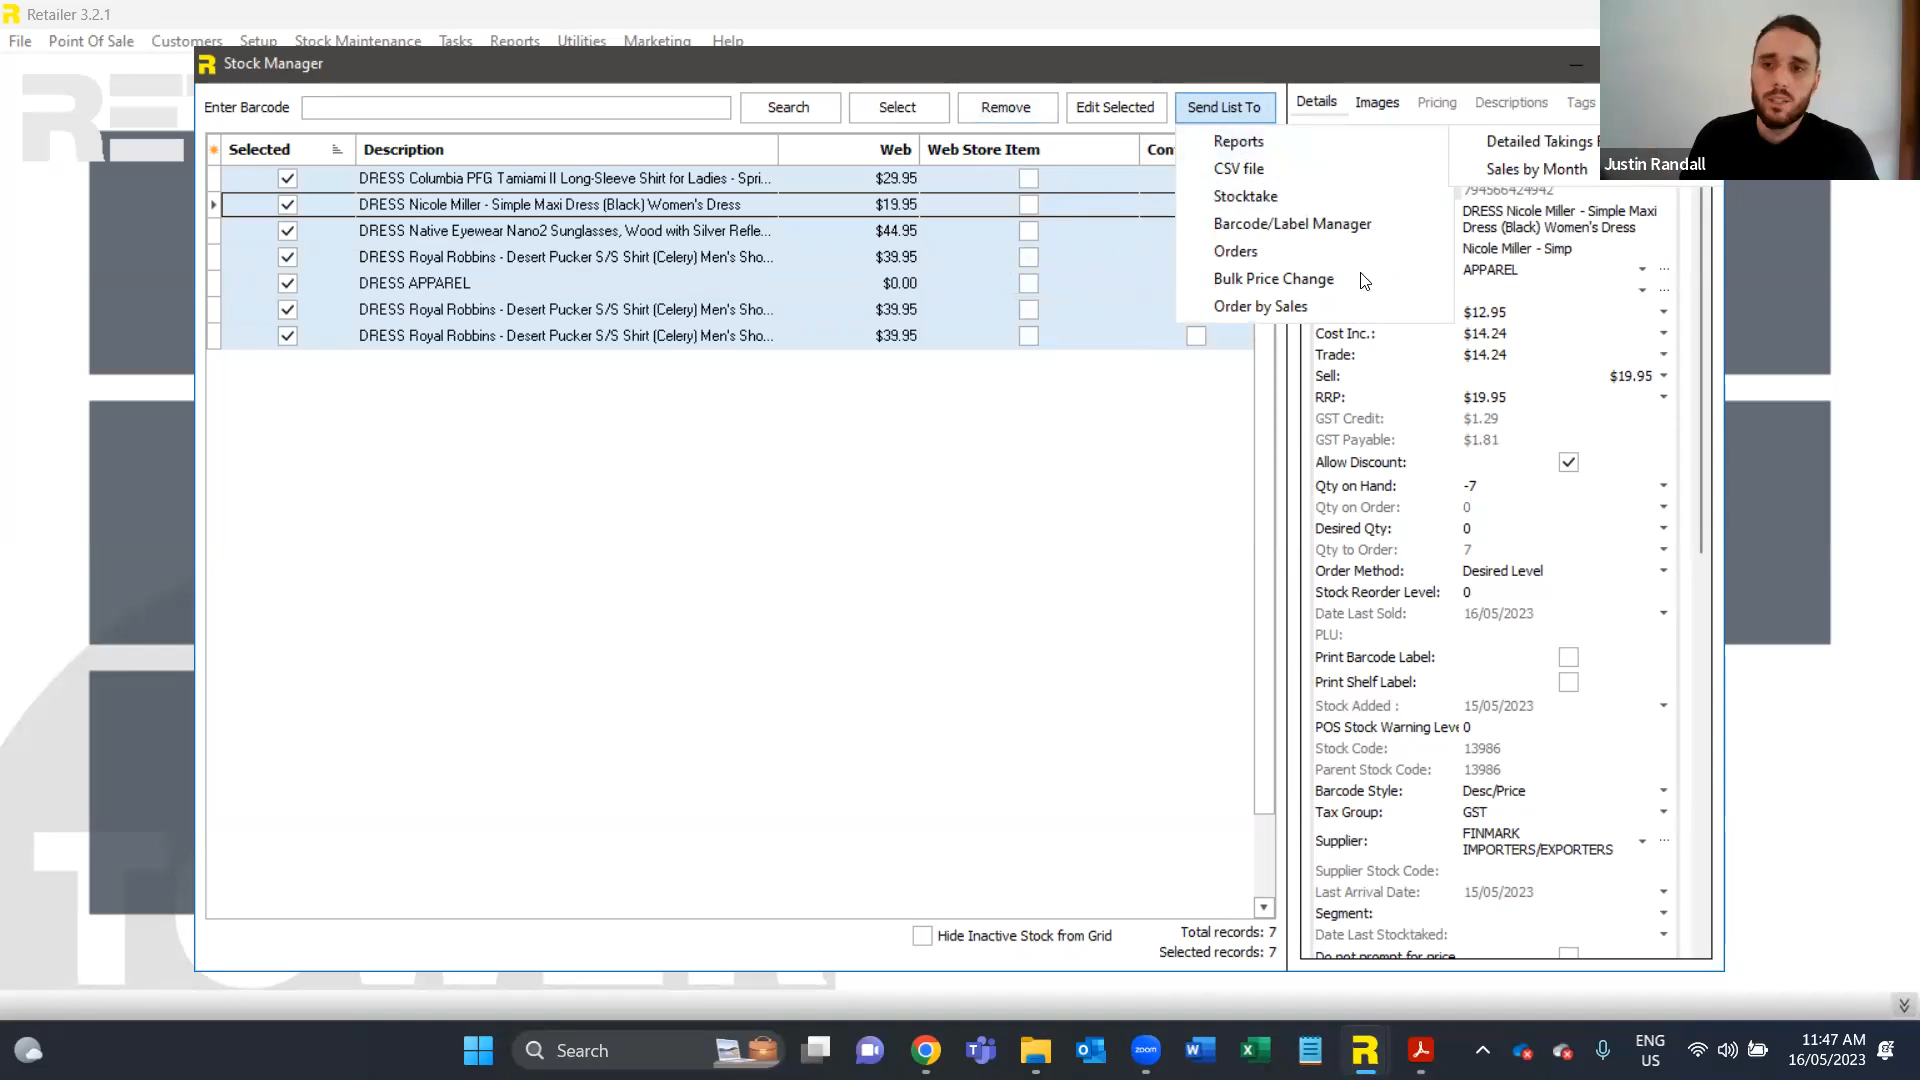 Retailer 3.2.1
File Point Of Sale Customers Setup Stock Maintenance Tasks Reports Utilities Marketing Help
Stock Manager
Enter Barcode Search Select Remove Edit Selected Send List To
Details Images Pricing Descriptions Tags
Selected Description Web Web Store Item Con
DRESS Columbia PFG Tamiami II Long-Sleeve Shirt for Ladies - Spri... $29.95
DRESS Nicole Miller - Simple Maxi Dress (Black) Women's Dress $19.95
DRESS Native Eyewear Nano2 Sunglasses, Wood with Silver Refle... $44.95
DRESS Royal Robbins - Desert Pucker S/S Shirt (Celery) Men's Sho... $39.95
DRESS APPAREL $0.00
DRESS Royal Robbins - Desert Pucker S/S Shirt (Celery) Men's Sho... $39.95
DRESS Royal Robbins - Desert Pucker S/S Shirt (Celery) Men's Sho... $39.95
Reports
CSV file
Stocktake
Barcode/Label Manager
Orders
Bulk Price Change
Order by Sales
Detailed Takings
Sales by Month
Justin Randall
794566424942
DRESS Nicole Miller - Simple Maxi
Dress (Black) Women's Dress
Nicole Miller - Simp
APPAREL
$12.95
Cost Inc.: $14.24
Trade: $14.24
Sell: $19.95
RRP: $19.95
GST Credit: $1.29
GST Payable: $1.81
Allow Discount:
Qty on Hand: -7
Qty on Order: 0
Desired Qty: 0
Qty to Order: 7
Order Method: Desired Level
Stock Reorder Level: 0
Date Last Sold: 16/05/2023
PLU:
Print Barcode Label:
Print Shelf Label:
Stock Added : 15/05/2023
POS Stock Warning Leve 0
Stock Code: 13986
Parent Stock Code: 13986
Barcode Style: Desc/Price
Tax Group: GST
Supplier: FINMARK
IMPORTERS/EXPORTERS
Supplier Stock Code:
Last Arrival Date: 15/05/2023
Segment:
Date Last Stocktaked:
Do not prompt for price
Hide Inactive Stock from Grid
Total records: 7
Selected records: 7
Search
zoom
ENG
US
11:47 AM
16/05/2023